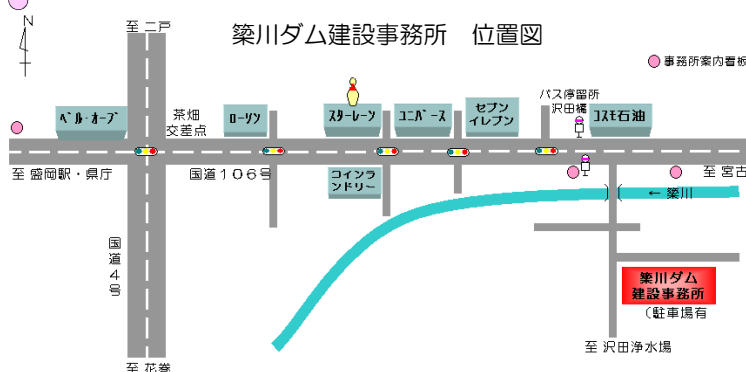 簗川ダム建設事務所 位置図
N
至 二戸
事務所案内看板
ベル・オーブ
茶畑
交差点
ローソン
スターレーン
ユニバース
セブン
イレブン
バス停留所
沢田橋
コスモ石油
至 盛岡駅・県庁
国道106号
コインラ
ンドリー
至 宮古
← 簗川
国道4号
簗川ダム
建設事務所
(駐車場有
至 沢田浄水場
至 花巻